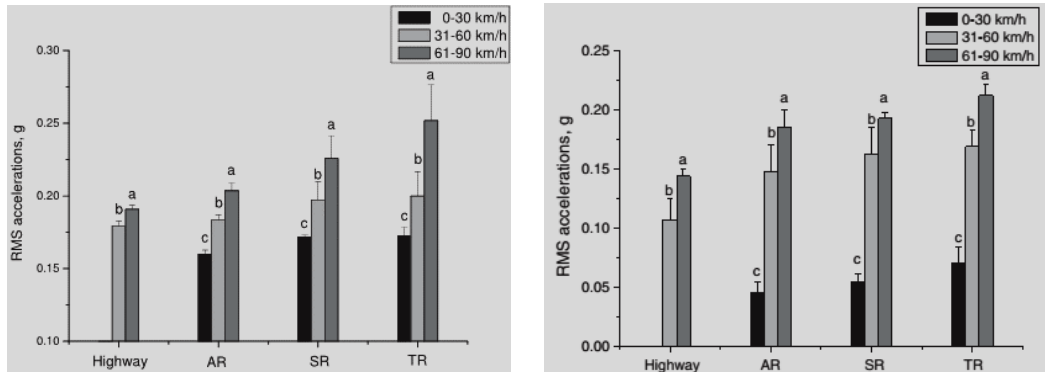 0-30 km/h
31-60 km/h
61-90 km/h
RMS accelerations, g
0.30
0.25
0.20
0.15
0.10
b
a
c
b
a
c
b
a
c
b
a
Highway
AR
SR
TR
0-30 km/h
31-60 km/h
61-90 km/h
RMS accelerations, g
0.25
0.20
0.15
0.10
0.05
0.00
b
a
c
b
a
c
b
a
c
b
a
Highway
AR
SR
TR